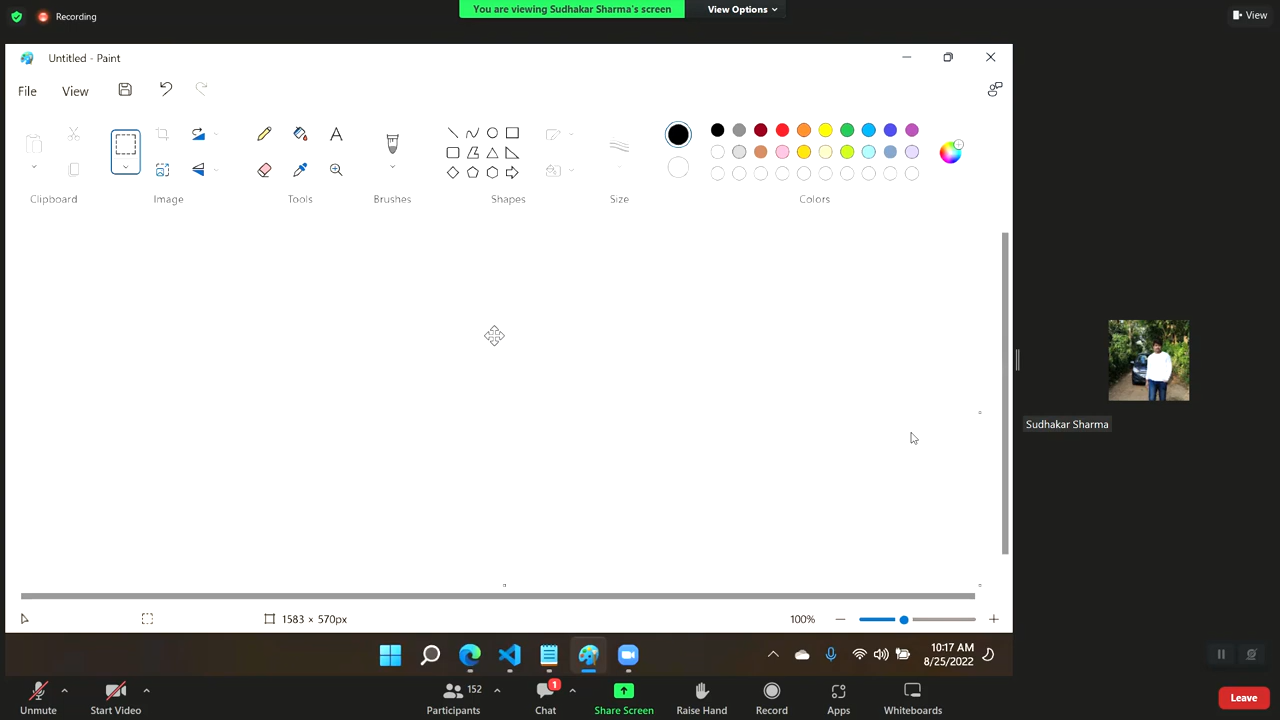 Recording
You are viewing Sudhakar Sharma's screen
View Options
View
Untitled - Paint
File
View
Clipboard
Image
Tools
Brushes
Shapes
Size
Colors
Sudhakar Sharma
1583 × 570px
100%
10:17 AM
8/25/2022
Unmute
Start Video
Participants
152
Chat
1
Share Screen
Raise Hand
Record
Apps
Whiteboards
Leave